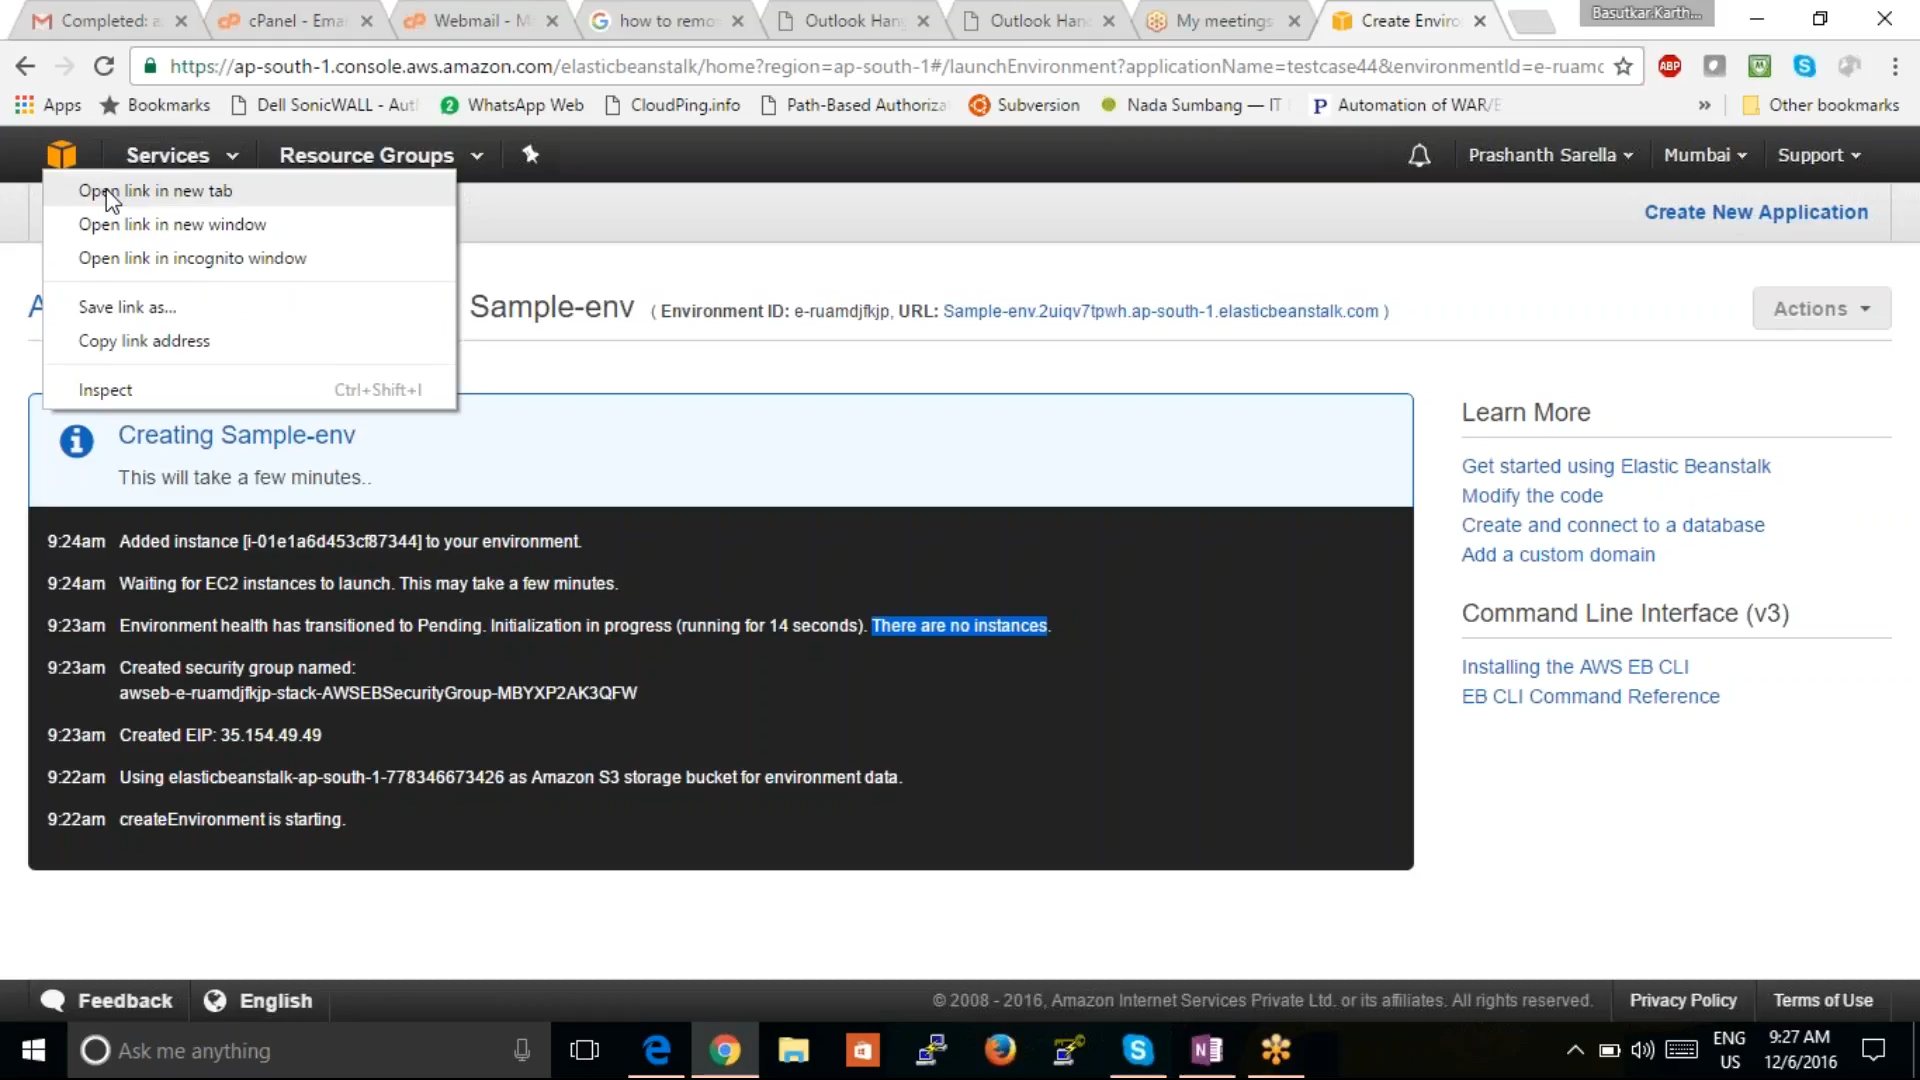 Completed: a
cPanel - Emai
Webmail - M
how to remo
Outlook Hang
Outlook Han
My meetings
Create Enviro
Basutkar.Karth...
https://ap-south-1.console.aws.amazon.com/elasticbeanstalk/home?region=ap-south-1#/launchEnvironment?applicationName=testcase44&environmentId=e-ruamd
ABP
Apps
Bookmarks
Dell SonicWALL - Aut
2 WhatsApp Web
CloudPing.info
Path-Based Authoriza
Subversion
Nada Sumbang — IT
P Automation of WAR/E
»
Other bookmarks
Services
Resource Groups
Prashanth Sarella
Mumbai
Support
Open link in new tab
Open link in new window
Open link in incognito window
Save link as...
Copy link address
Inspect Ctrl+Shift+I
Create New Application
A
Sample-env ( Environment ID: e-ruamdjfkjp, URL: Sample-env.2uiqv7tpwh.ap-south-1.elasticbeanstalk.com )
Actions
Creating Sample-env
This will take a few minutes..
9:24am Added instance [i-01e1a6d453cf87344] to your environment.
9:24am Waiting for EC2 instances to launch. This may take a few minutes.
9:23am Environment health has transitioned to Pending. Initialization in progress (running for 14 seconds). There are no instances.
9:23am Created security group named:
awseb-e-ruamdjfkjp-stack-AWSEBSecurityGroup-MBYXP2AK3QFW
9:23am Created EIP: 35.154.49.49
9:22am Using elasticbeanstalk-ap-south-1-778346673426 as Amazon S3 storage bucket for environment data.
9:22am createEnvironment is starting.
Learn More
Get started using Elastic Beanstalk
Modify the code
Create and connect to a database
Add a custom domain
Command Line Interface (v3)
Installing the AWS EB CLI
EB CLI Command Reference
Feedback
English
© 2008 - 2016, Amazon Internet Services Private Ltd. or its affiliates. All rights reserved.
Privacy Policy
Terms of Use
Ask me anything
ENG
US
9:27 AM
12/6/2016